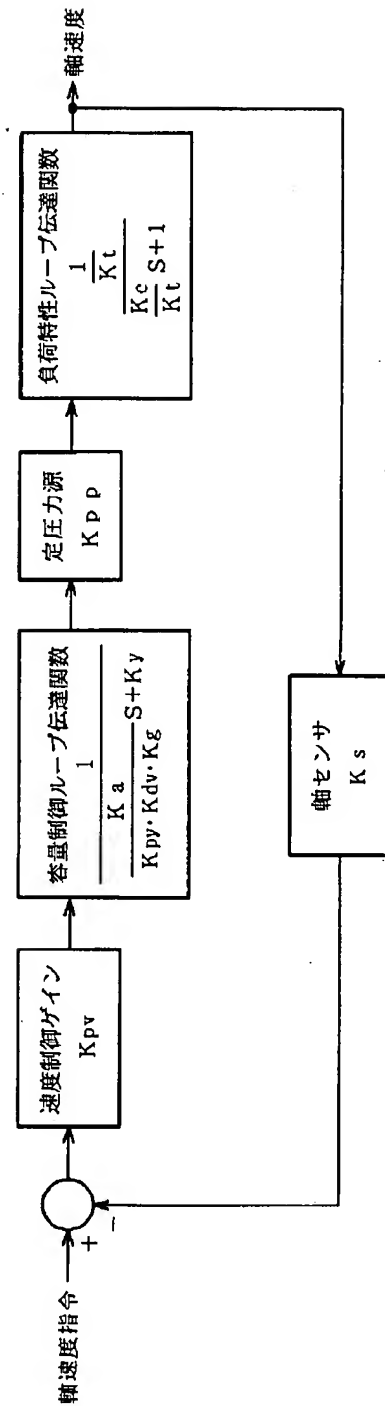 軸速度指令
+
−
速度制御ゲイン
Kpv
容量制御ループ伝達関数
1
Ka
Kpy·Kdv·Kg
S+Ky
定圧力源
Kpp
負荷特性ループ伝達関数
1
Kt
Kc
Kt
S+1
軸速度
軸センサ
Ks